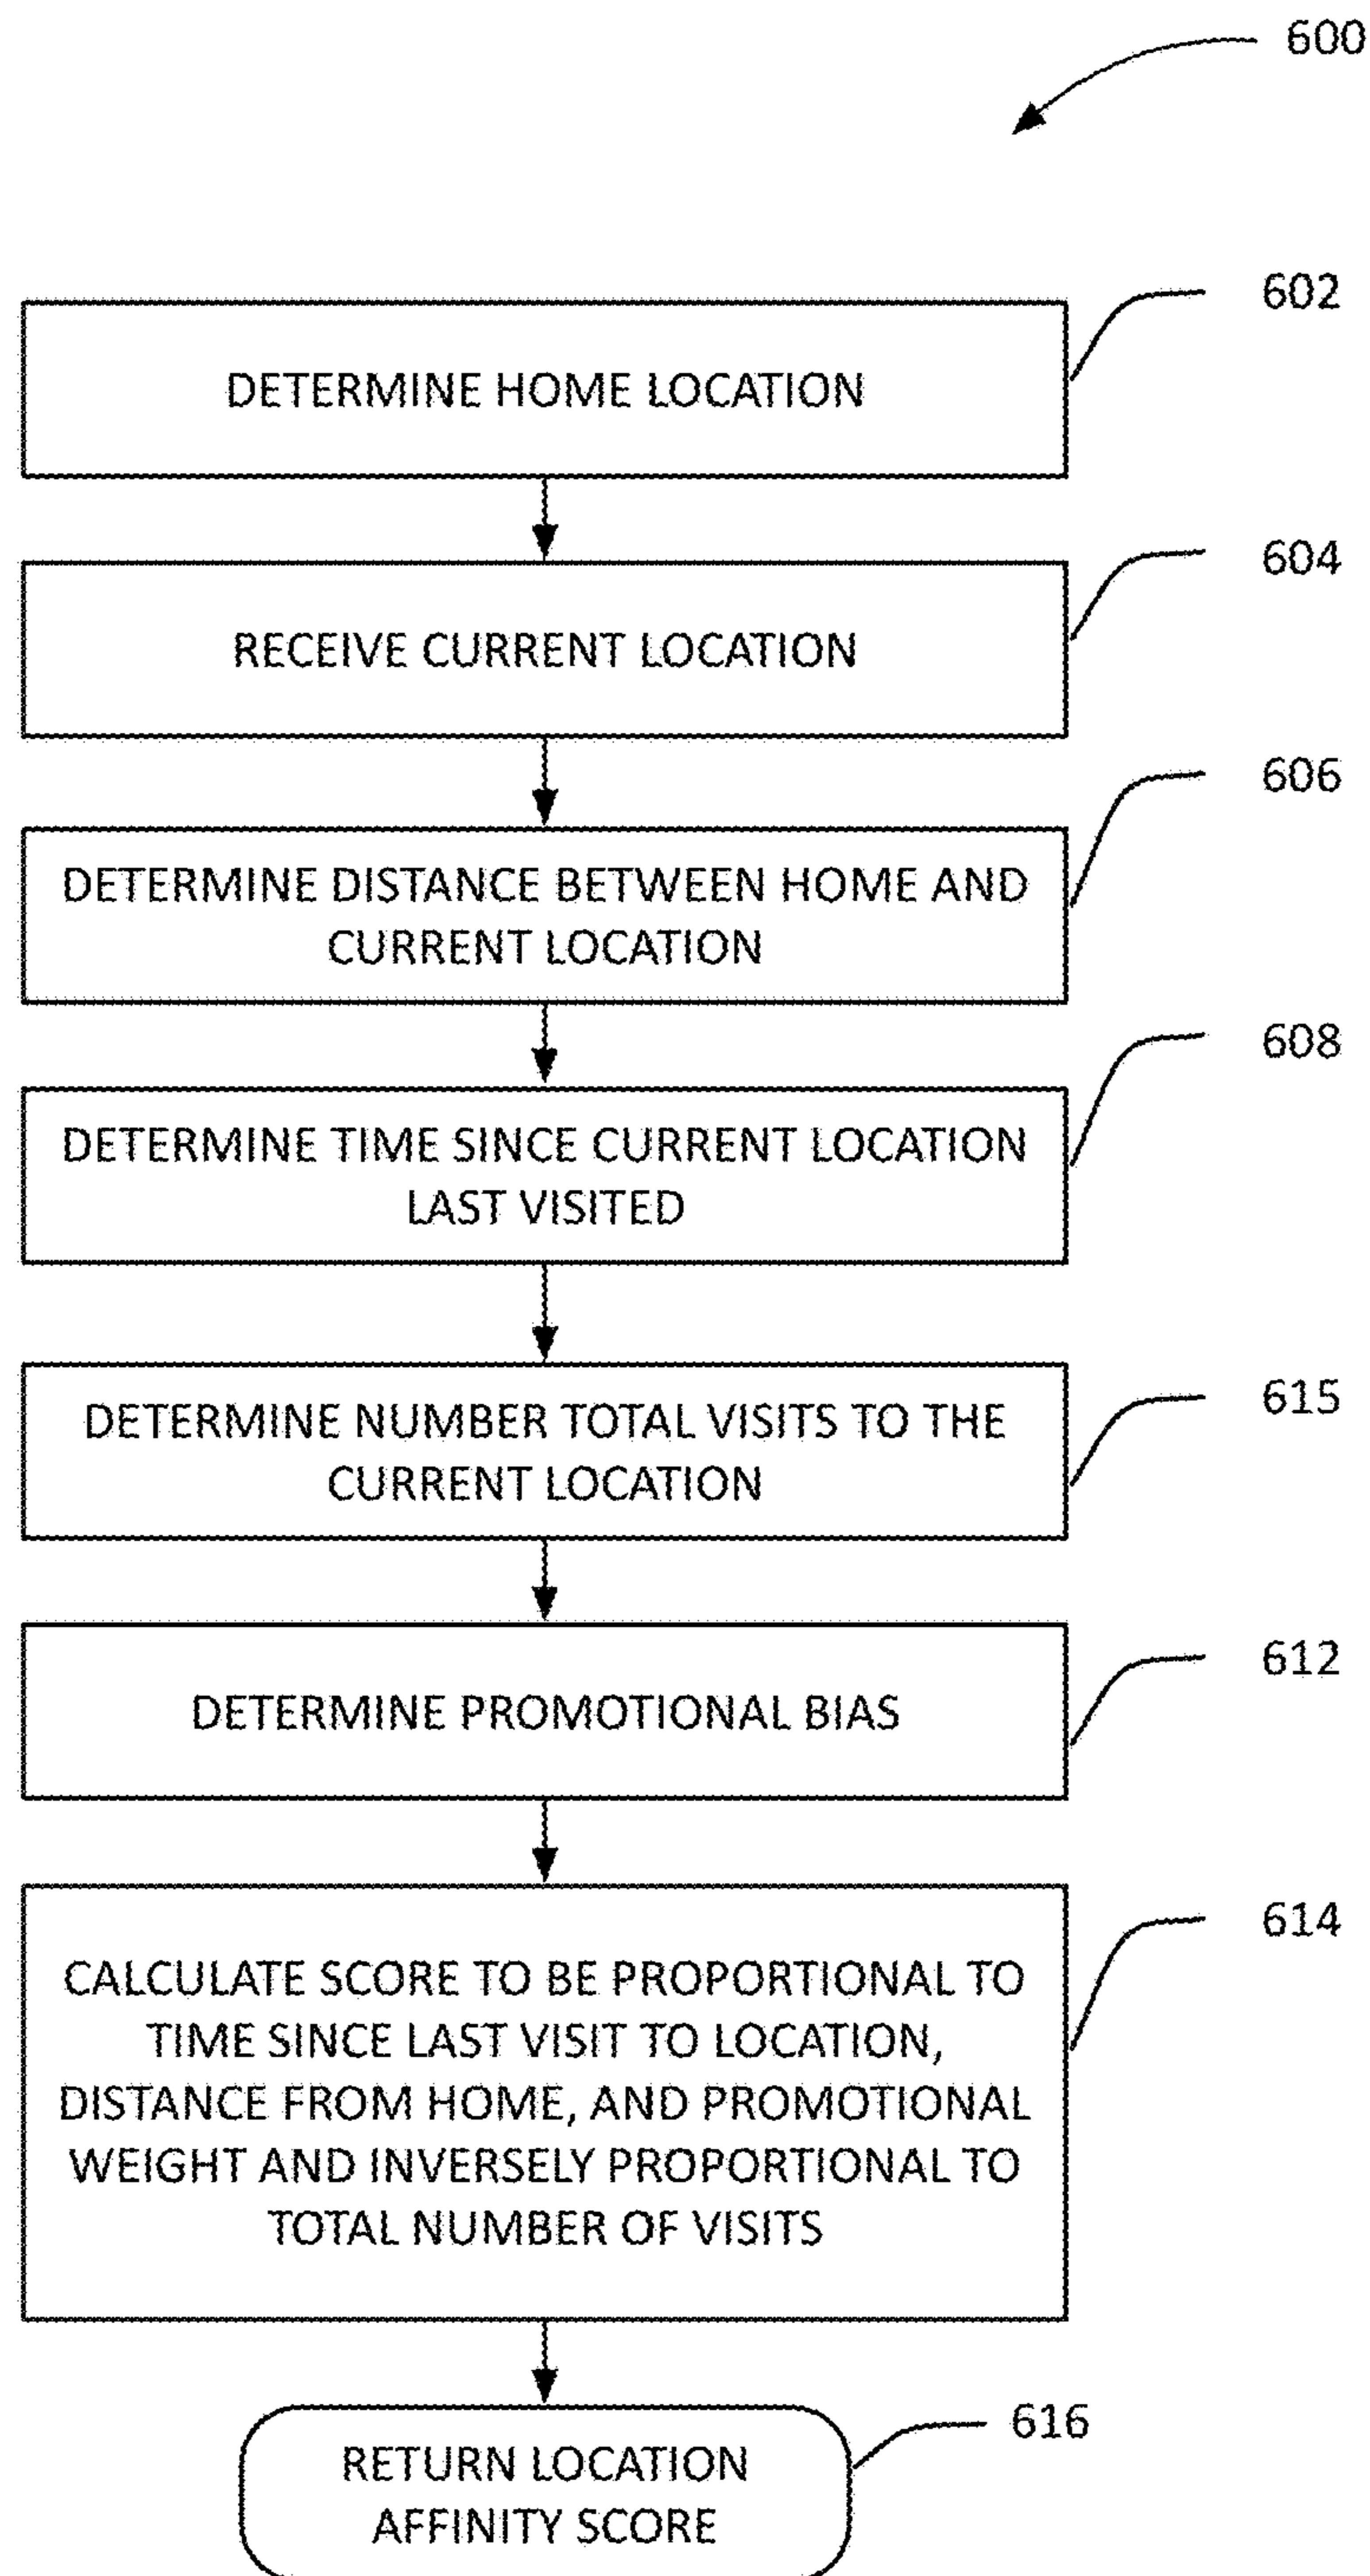 600
602
DETERMINE HOME LOCATION
604
RECEIVE CURRENT LOCATION
606
DETERMINE DISTANCE BETWEEN HOME AND
CURRENT LOCATION
608
DETERMINE TIME SINCE CURRENT LOCATION
LAST VISITED
615
DETERMINE NUMBER TOTAL VISITS TO THE
CURRENT LOCATION
612
DETERMINE PROMOTIONAL BIAS
614
CALCULATE SCORE TO BE PROPORTIONAL TO
TIME SINCE LAST VISIT TO LOCATION,
DISTANCE FROM HOME, AND PROMOTIONAL
WEIGHT AND INVERSELY PROPORTIONAL TO
TOTAL NUMBER OF VISITS
616
RETURN LOCATION
AFFINITY SCORE